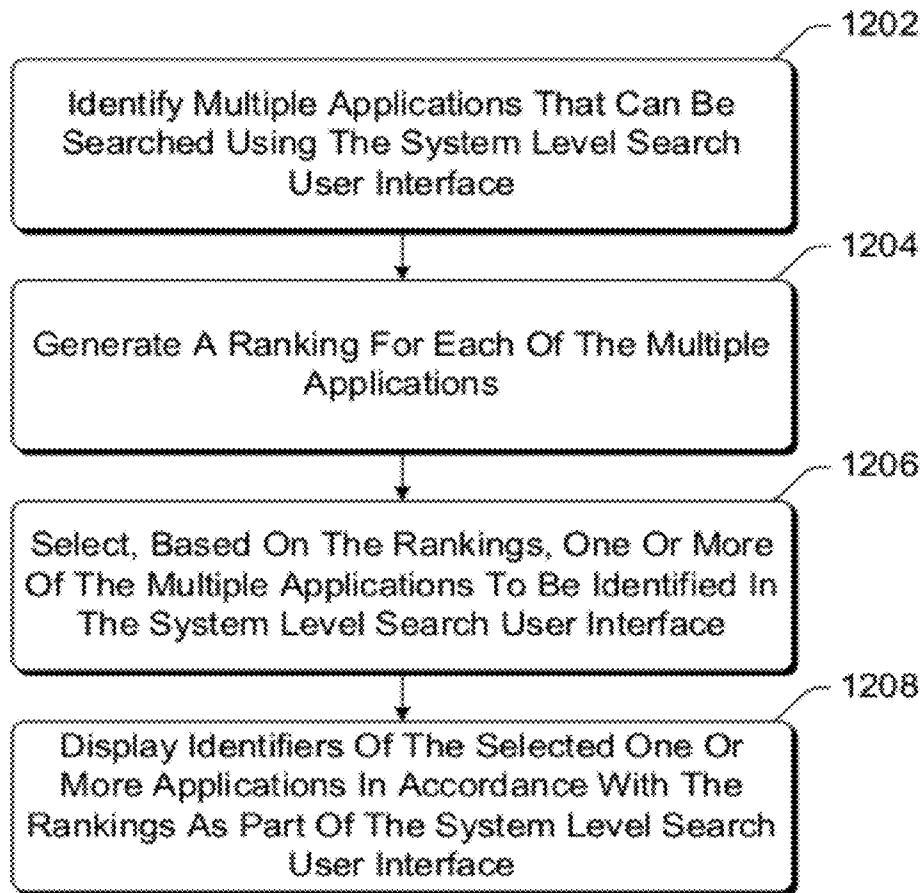 1202
Identify Multiple Applications That Can Be
Searched Using The System Level Search
User Interface
1204
Generate A Ranking For Each Of The Multiple
Applications
1206
Select, Based On The Rankings, One Or More
Of The Multiple Applications To Be Identified In
The System Level Search User Interface
1208
Display Identifiers Of The Selected One Or
More Applications In Accordance With The
Rankings As Part Of The System Level Search
User Interface